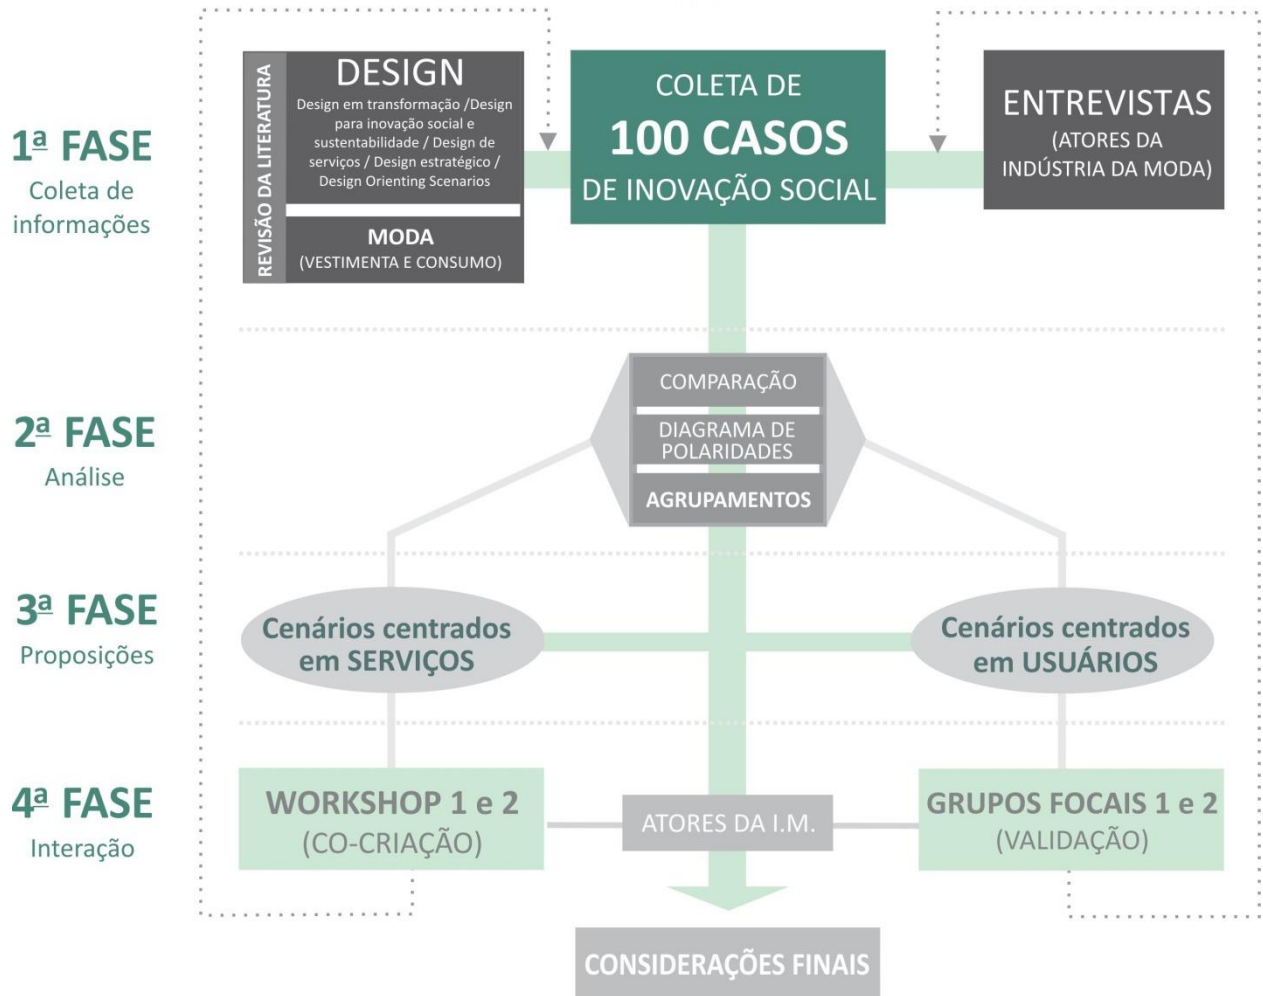 1ª FASE
Coleta de
informações
REVISÃO DA LITERATURA
DESIGN
Design em transformação /Design
para inovação social e
sustentabilidade / Design de
serviços / Design estratégico /
Design Orienting Scenarios
MODA
(VESTIMENTA E CONSUMO)
COLETA DE
100 CASOS
DE INOVAÇÃO SOCIAL
ENTREVISTAS
(ATORES DA
INDÚSTRIA DA MODA)
2ª FASE
Análise
COMPARAÇÃO
DIAGRAMA DE
POLARIDADES
AGRUPAMENTOS
3ª FASE
Proposições
Cenários centrados
em SERVIÇOS
Cenários centrados
em USUÁRIOS
4ª FASE
Interação
WORKSHOP 1 e 2
(CO-CRIAÇÃO)
ATORES DA I.M.
GRUPOS FOCAIS 1 e 2
(VALIDAÇÃO)
CONSIDERAÇÕES FINAIS